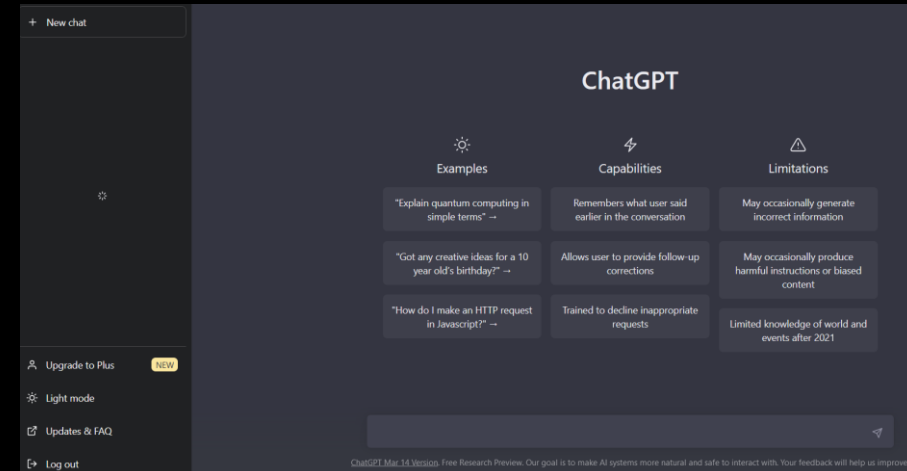 + New chat
ChatGPT
Examples
"Explain quantum computing in
simple terms" →
"Got any creative ideas for a 10
year old's birthday?" →
"How do I make an HTTP request
in Javascript?" →
Capabilities
Remembers what user said
earlier in the conversation
Allows user to provide follow-up
corrections
Trained to decline inappropriate
requests
Limitations
May occasionally generate
incorrect information
May occasionally produce
harmful instructions or biased
content
Limited knowledge of world and
events after 2021
Upgrade to Plus NEW
Light mode
Updates & FAQ
Log out
ChatGPT Mar 14 Version. Free Research Preview. Our goal is to make AI systems more natural and safe to interact with. Your feedback will help us improve